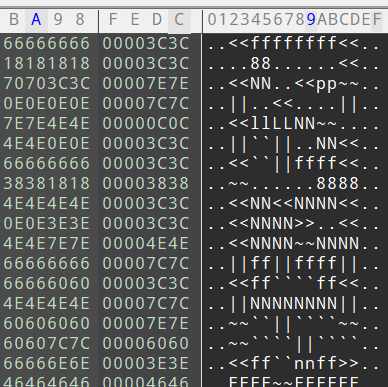 B A 9 8 F E D C 0123456789ABCDEF
66666666 00003C3C ..<<ffffffff<<..
18181818 00003C3C ....88......<<..
70703C3C 00007E7E ..<<NN..<<pp~~..
0E0E0E0E 00007C7C ..||..<<....||..
7E7E4E4E 00000C0C ..<<llLLNN~~....
4E4E0E0E 00003C3C ..||``||..NN<<..
66666666 00003C3C ..<<``||ffff<<..
38381818 00003838 ..~~......8888..
4E4E4E4E 00003C3C ..<<NN<<NNNN<<..
0E0E3E3E 00003C3C ..<<NNNN>>..<<..
4E4E7E7E 00004E4E ..<<NNNN~~NNNN..
66666666 00007C7C ..||ff||ffff||..
66666060 00003C3C ..<<ff````ff<<..
4E4E4E4E 00007C7C ..||NNNNNNNN||..
60606060 00007E7E ..~~``||````~~..
60607C7C 00006060 ..~~````||````..
66666E6E 00003E3E ..<<ff``nnff>>..
46464646 00004646 ..FFFF~~FFFFFF..